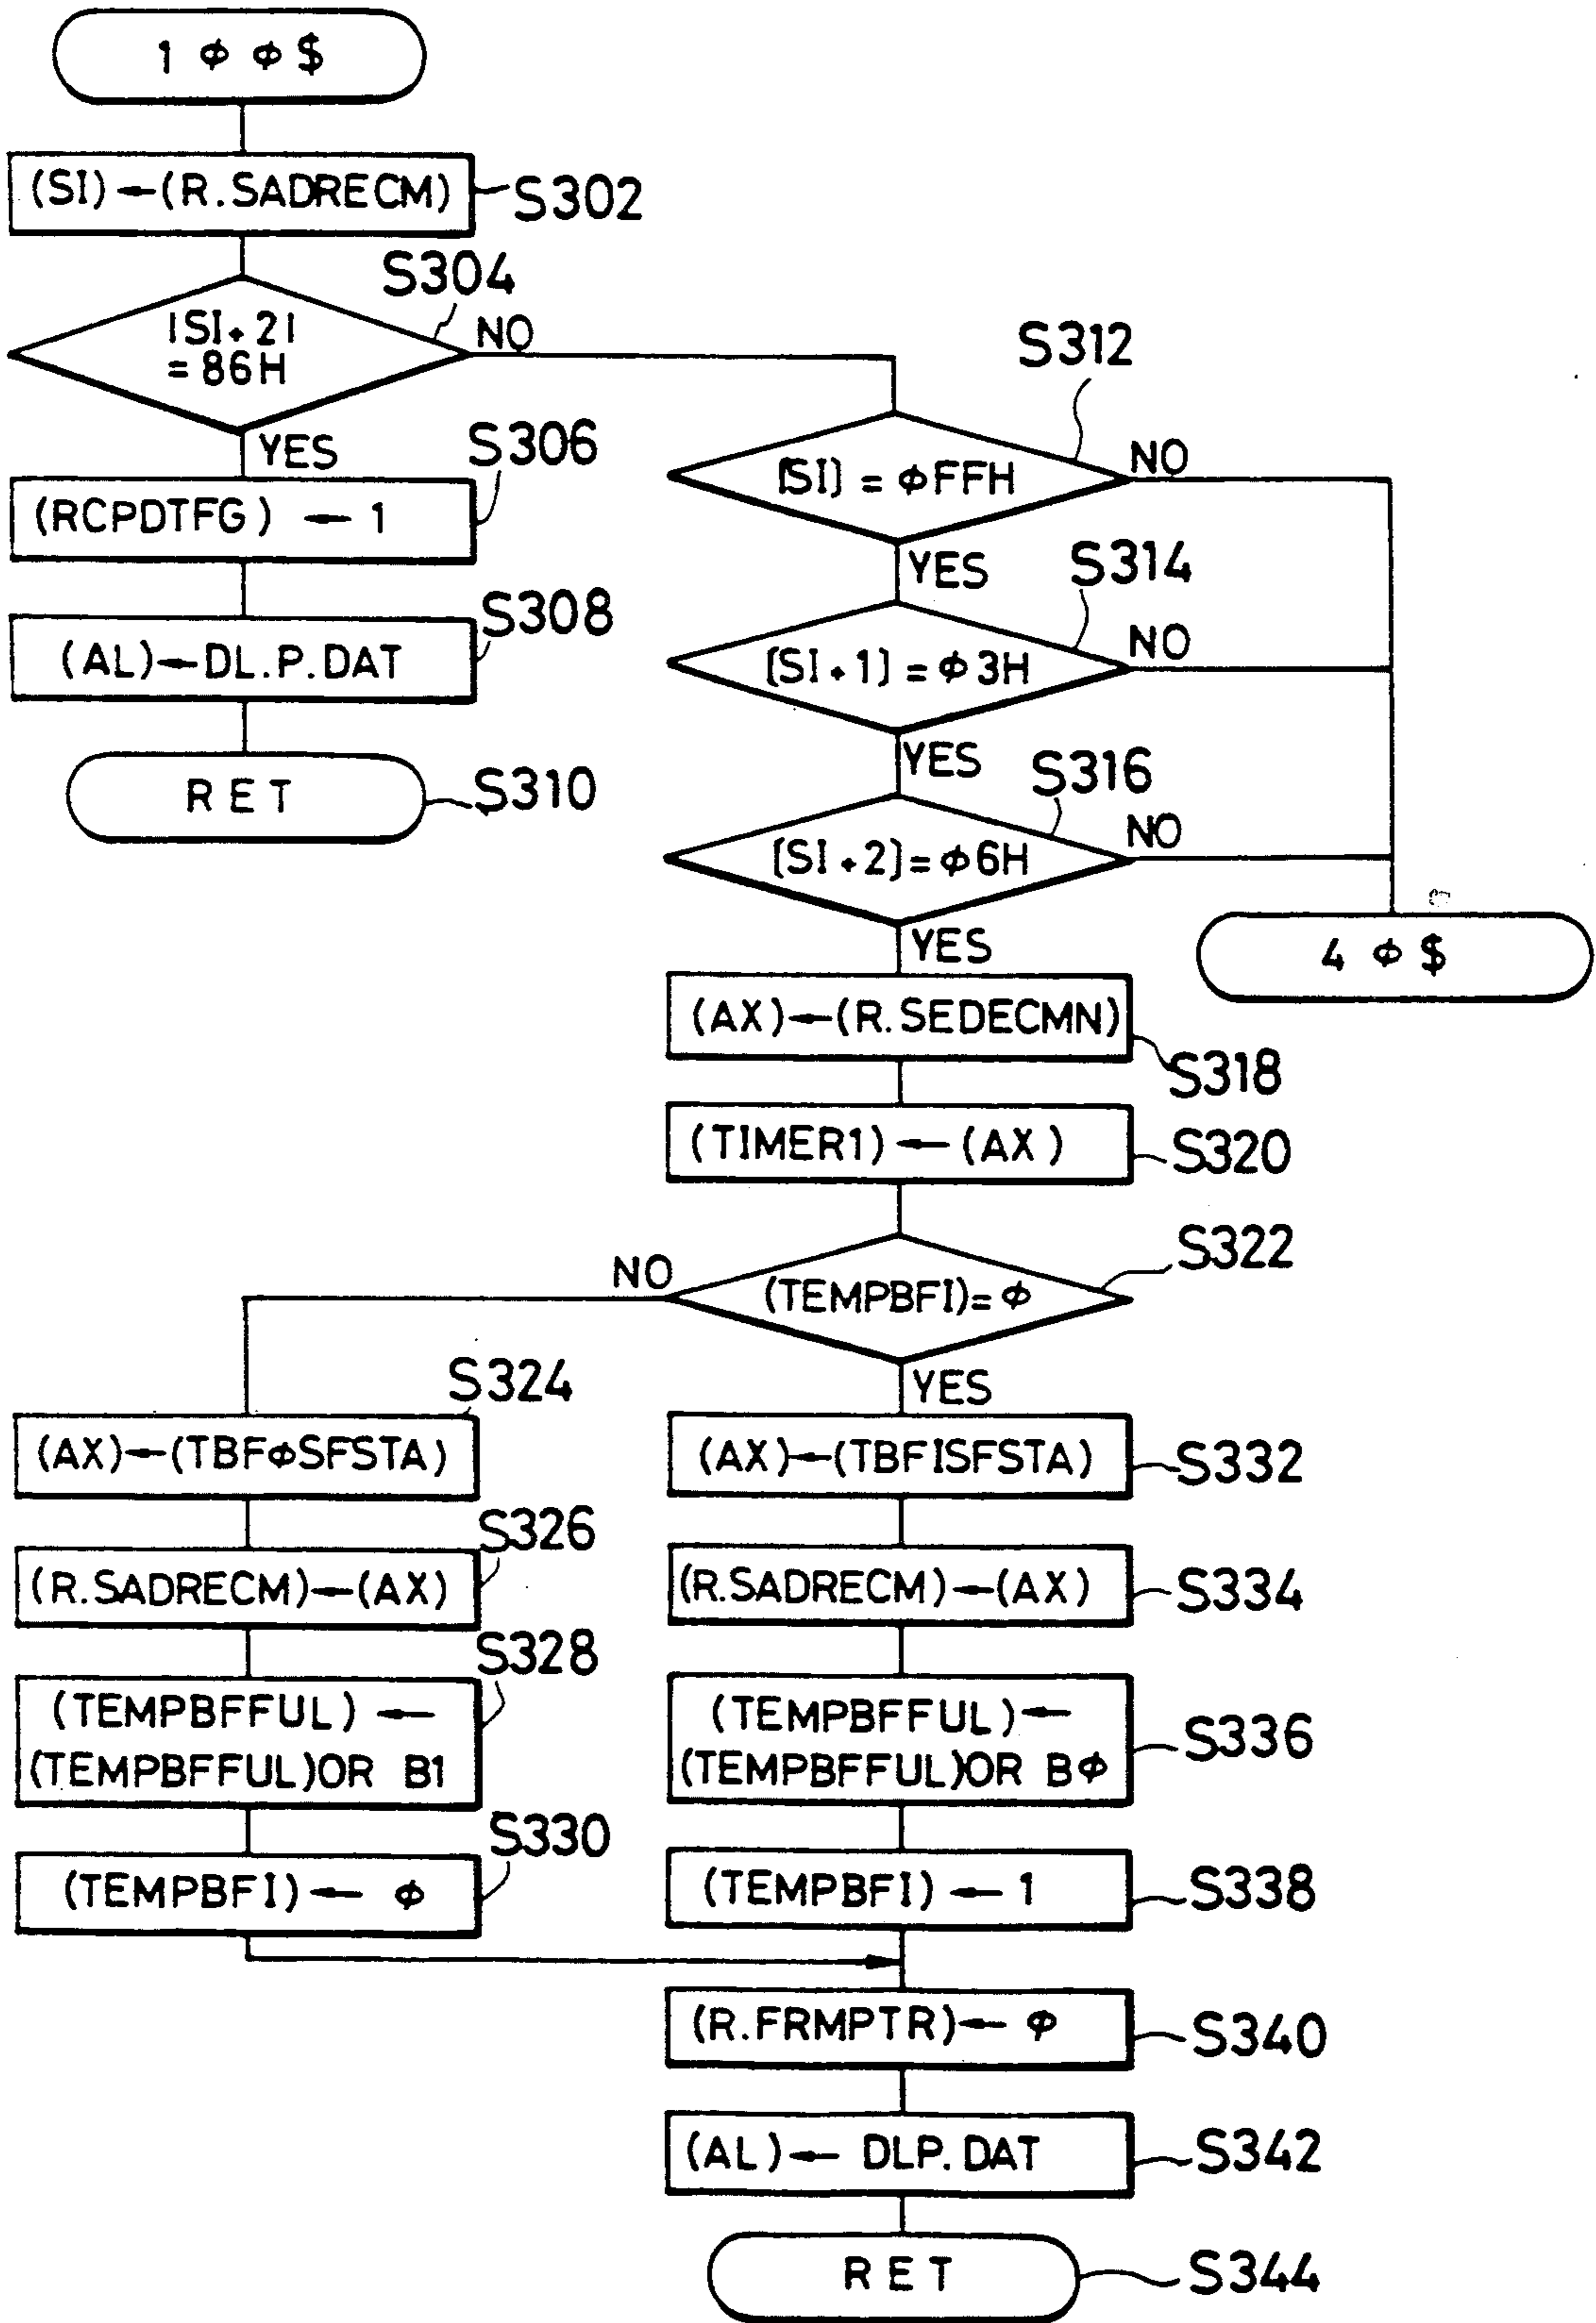 1 φ φ $
(SI)←(R.SADRECM)
S302
S304
|SI+2|
= 86H
NO
YES
S306
(RCPDTFG) ← 1
S308
(AL)←DL.P.DAT
RET
S310
S312
[SI] = φFFH
NO
YES
S314
[SI+1] = φ3H
NO
YES
S316
[SI+2] = φ6H
NO
YES
4 φ $
(AX)←(R.SEDECMN)
S318
(TIMER1) ← (AX)
S320
S322
(TEMPBFI)= φ
NO
YES
S324
(AX)←(TBFφSFSTA)
S326
(R.SADRECM)←(AX)
S328
(TEMPBFFUL) ←
(TEMPBFFUL)OR B1
S330
(TEMPBFI) ← φ
(AX)←(TBFISFSTA)
S332
(R.SADRECM)←(AX)
S334
(TEMPBFFUL)←
(TEMPBFFUL)OR Bφ
S336
(TEMPBFI) ← 1
S338
(R.FRMPTR)← φ
S340
(AL)← DLP.DAT
S342
RET
S344